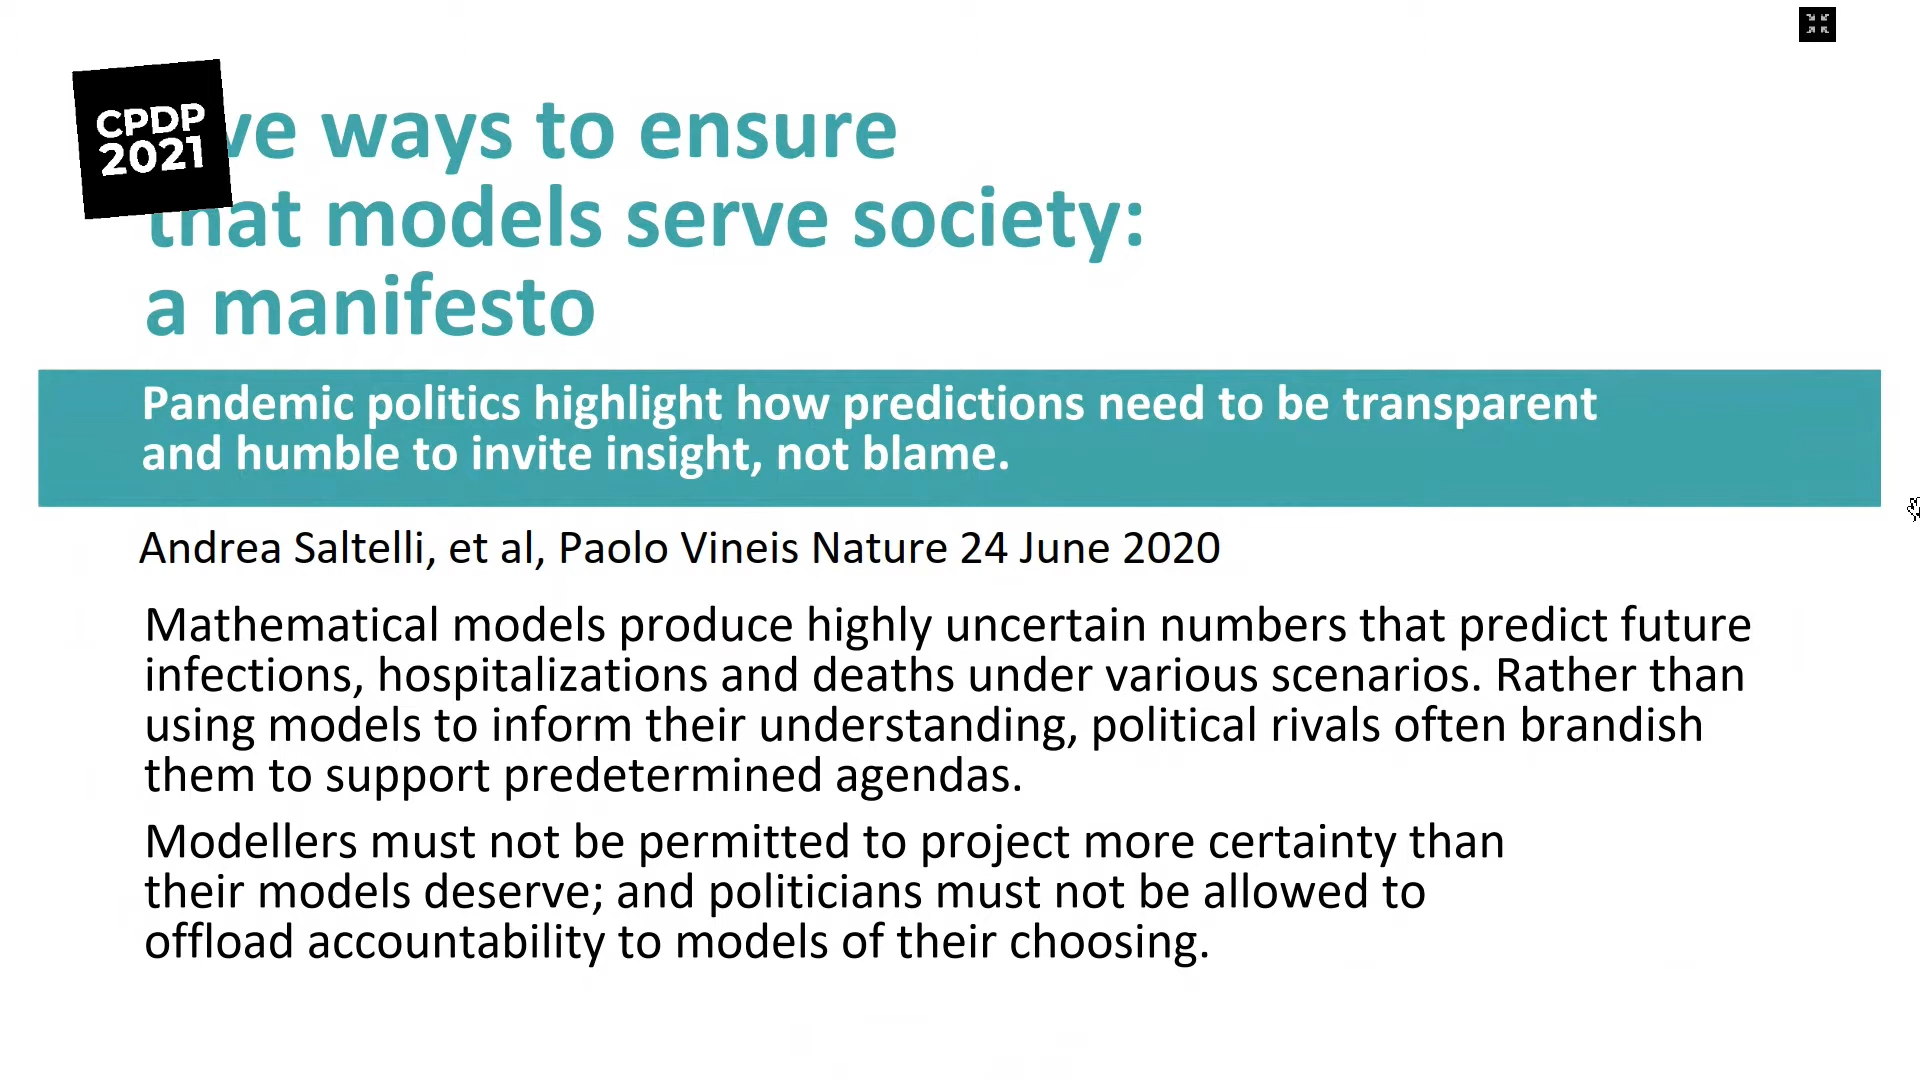 CPDP
2021
ve ways to ensure
that models serve society:
a manifesto
Pandemic politics highlight how predictions need to be transparent
and humble to invite insight, not blame.
Andrea Saltelli, et al, Paolo Vineis Nature 24 June 2020
Mathematical models produce highly uncertain numbers that predict future
infections, hospitalizations and deaths under various scenarios. Rather than
using models to inform their understanding, political rivals often brandish
them to support predetermined agendas.
Modellers must not be permitted to project more certainty than
their models deserve; and politicians must not be allowed to
offload accountability to models of their choosing.